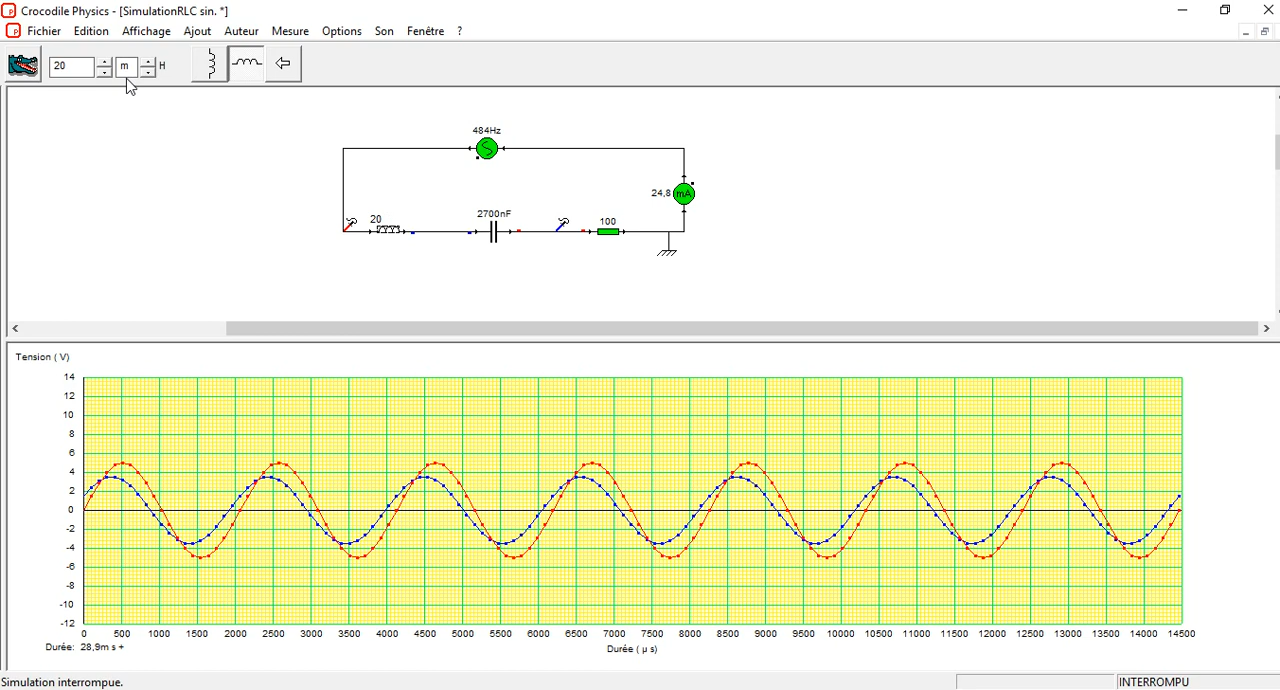 Crocodile Physics - [SimulationRLC sin. *]
Fichier Edition Affichage Ajout Auteur Mesure Options Son Fenêtre ?
20 m H
484Hz
24,8 mA
20 2700nF 100
Tension ( V)
14
12
10
8
6
4
2
0
-2
-4
-6
-8
-10
-12
0 500 1000 1500 2000 2500 3000 3500 4000 4500 5000 5500 6000 6500 7000 7500 8000 8500 9000 9500 10000 10500 11000 11500 12000 12500 13000 13500 14000 14500
Durée: 28,9m s + Durée ( µ s)
Simulation interrompue. INTERROMPU